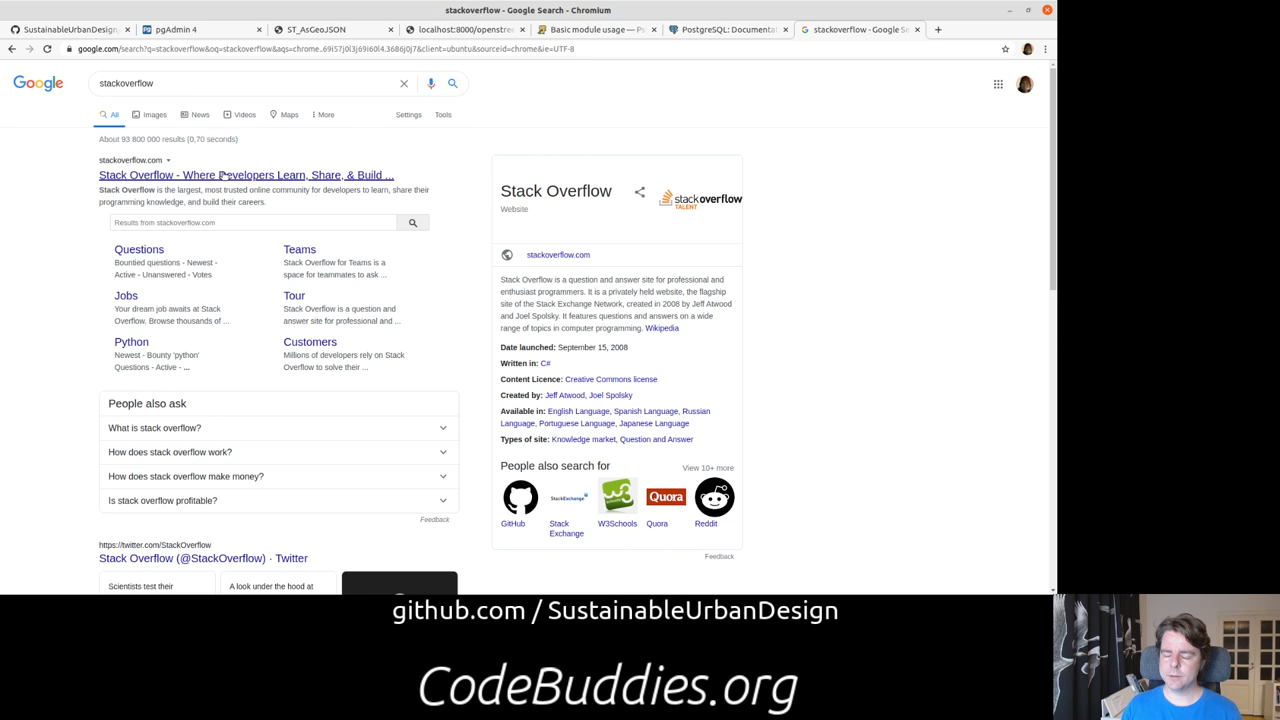 stackoverflow - Google Search - Chromium
SustainableUrbanDesign,
pgAdmin 4
ST_AsGeoJSON
localhost:8000/openstree
Basic module usage — Ps
PostgreSQL: Documentat
stackoverflow - Google Se
google.com/search?q=stackoverflow&oq=stackoverflow&aqs=chrome..69i57j0l3j69i60l4.3686j0j7&client=ubuntu&sourceid=chrome&ie=UTF-8
Google
stackoverflow
All
Images
News
Videos
Maps
More
Settings
Tools
About 93 800 000 results (0,70 seconds)
stackoverflow.com
Stack Overflow - Where Developers Learn, Share, & Build ...
Stack Overflow is the largest, most trusted online community for developers to learn, share their
programming knowledge, and build their careers.
Results from stackoverflow.com
Questions
Bountied questions - Newest -
Active - Unanswered - Votes
Teams
Stack Overflow for Teams is a
space for teammates to ask ...
Jobs
Your dream job awaits at Stack
Overflow. Browse thousands of ...
Tour
Stack Overflow is a question and
answer site for professional and ...
Python
Newest - Bounty 'python'
Questions - Active - ...
Customers
Millions of developers rely on Stack
Overflow to solve their ...
People also ask
What is stack overflow?
How does stack overflow work?
How does stack overflow make money?
Is stack overflow profitable?
Feedback
https://twitter.com/StackOverflow
Stack Overflow (@StackOverflow) · Twitter
Scientists test their
A look under the hood at
Stack Overflow
Website
stackoverflow
TALENT
stackoverflow.com
Stack Overflow is a question and answer site for professional and
enthusiast programmers. It is a privately held website, the flagship
site of the Stack Exchange Network, created in 2008 by Jeff Atwood
and Joel Spolsky. It features questions and answers on a wide
range of topics in computer programming. Wikipedia
Date launched: September 15, 2008
Written in: C#
Content Licence: Creative Commons license
Created by: Jeff Atwood, Joel Spolsky
Available in: English Language, Spanish Language, Russian
Language, Portuguese Language, Japanese Language
Types of site: Knowledge market, Question and Answer
People also search for
View 10+ more
StackExchange
w3
Quora
GitHub
Stack
Exchange
W3Schools
Quora
Reddit
Feedback
github.com / SustainableUrbanDesign
CodeBuddies.org